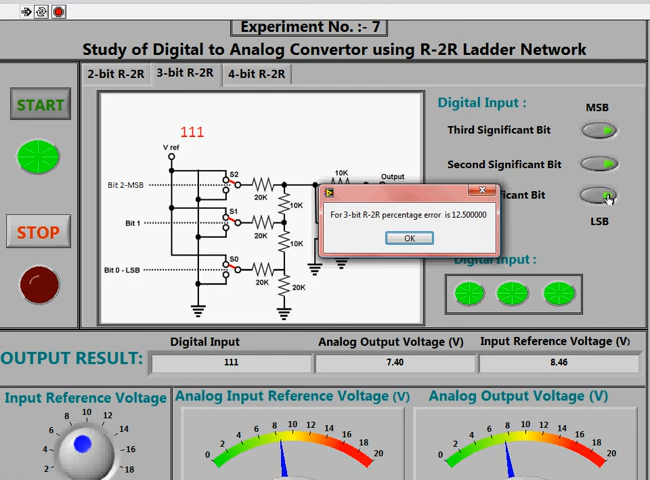 Experiment No. :- 7
Study of Digital to Analog Convertor using R-2R Ladder Network
START
STOP
2-bit R-2R
3-bit R-2R
4-bit R-2R
111
V ref
S2
Bit 2-MSB
20K
10K
Output
10K
S1
Bit 1
20K
10K
S0
Bit 0 - LSB
20K
20K
For 3-bit R-2R percentage error is 12.500000
OK
Digital Input :
MSB
Third Significant Bit
Second Significant Bit
ificant Bit
LSB
Digital Input :
OUTPUT RESULT:
Digital Input
Analog Output Voltage (V)
Input Reference Voltage (V)
111
7.40
8.46
Input Reference Voltage
2
4
6
8
10
12
14
16
18
Analog Input Reference Voltage (V)
0
2
4
6
8
10
12
14
16
18
20
Analog Output Voltage (V)
0
2
4
6
8
10
12
14
16
18
20